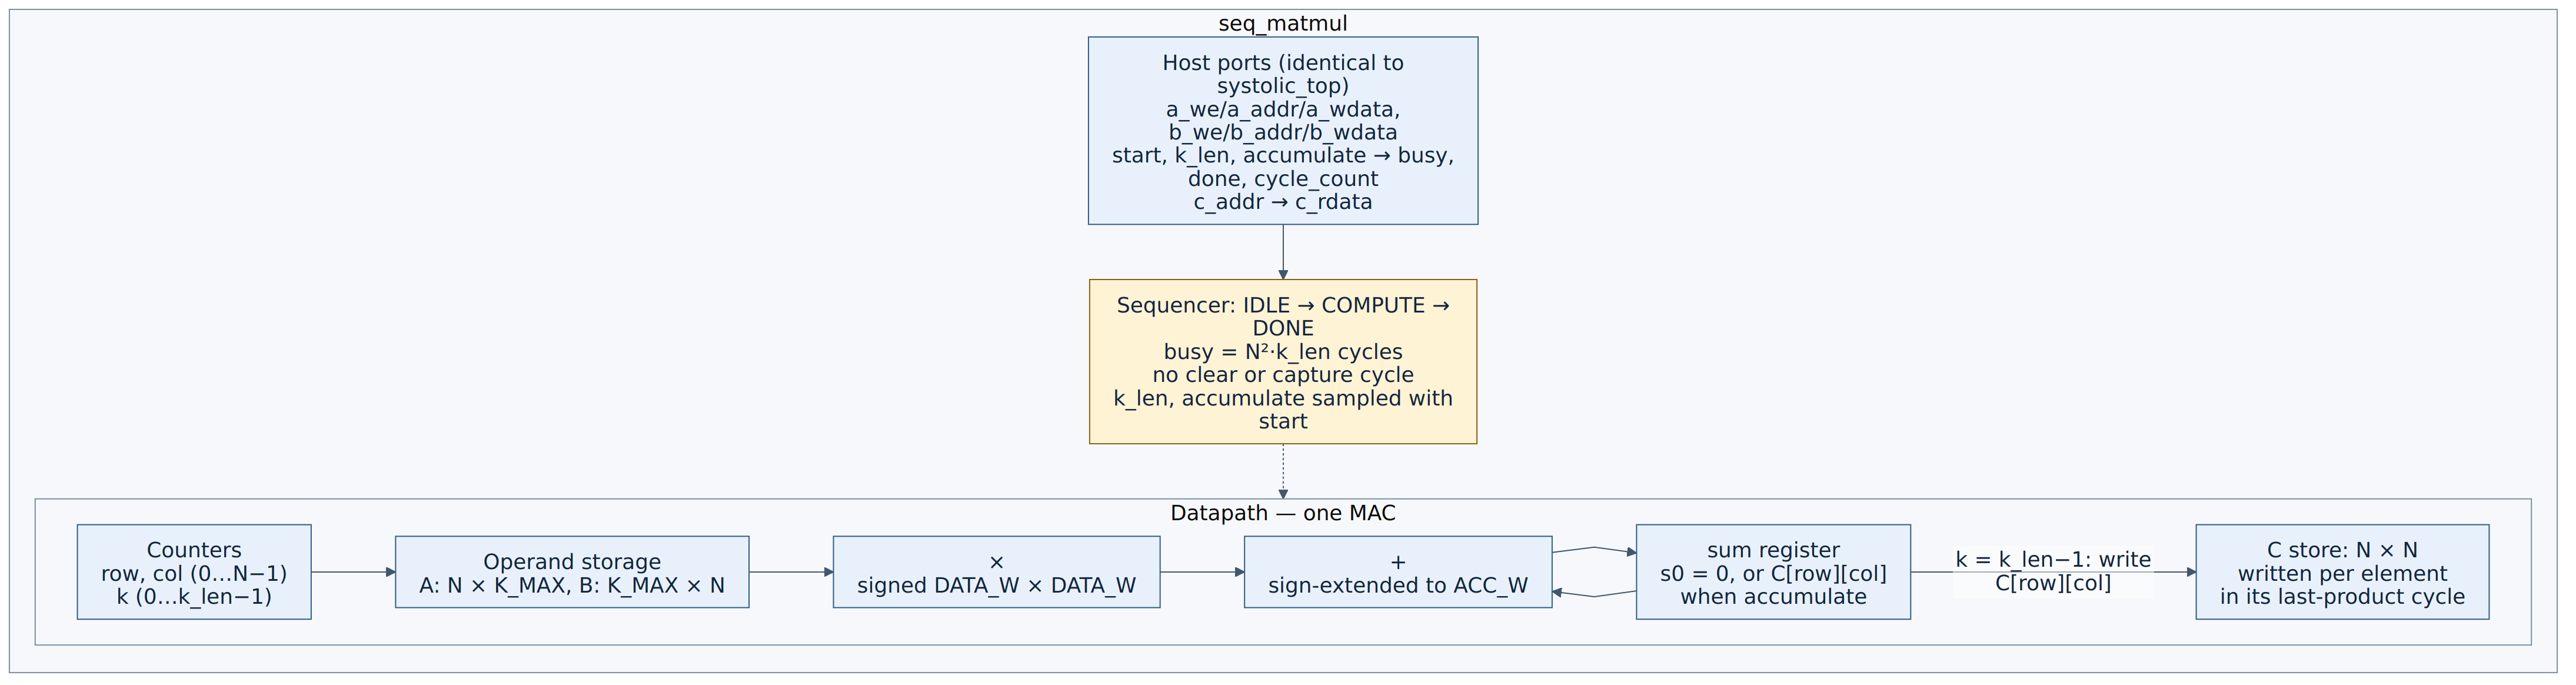 seq_matmul
Host ports (identical to
systolic_top)
a_we/a_addr/a_wdata,
b_we/b_addr/b_wdata
start, k_len, accumulate → busy,
done, cycle_count
c_addr → c_rdata
Sequencer: IDLE → COMPUTE →
DONE
busy = N²·k_len cycles
no clear or capture cycle
k_len, accumulate sampled with
start
Datapath — one MAC
Counters
row, col (0…N−1)
k (0…k_len−1)
Operand storage
A: N × K_MAX, B: K_MAX × N
×
signed DATA_W × DATA_W
+
sign-extended to ACC_W
sum register
s0 = 0, or C[row][col]
when accumulate
k = k_len−1: write
C[row][col]
C store: N × N
written per element
in its last-product cycle